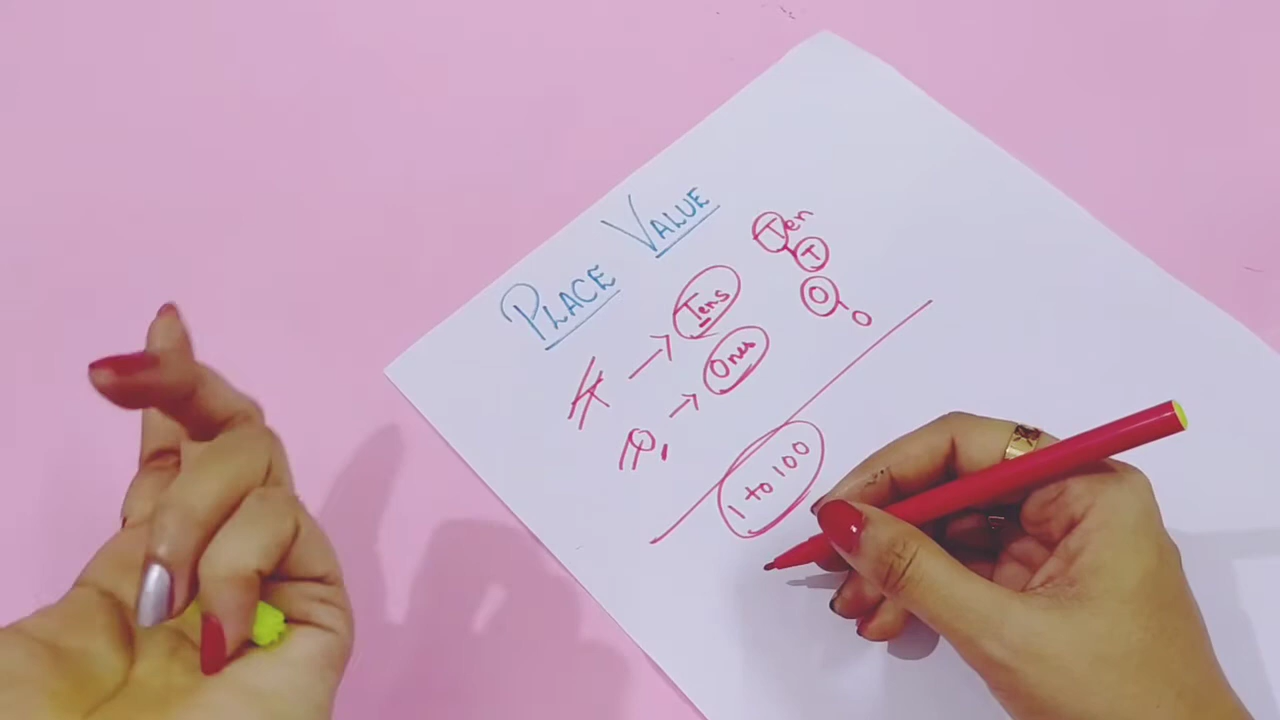 PLACE VALUE
T → Tens
O → Ones
Ten
T
O
O
1 to 100